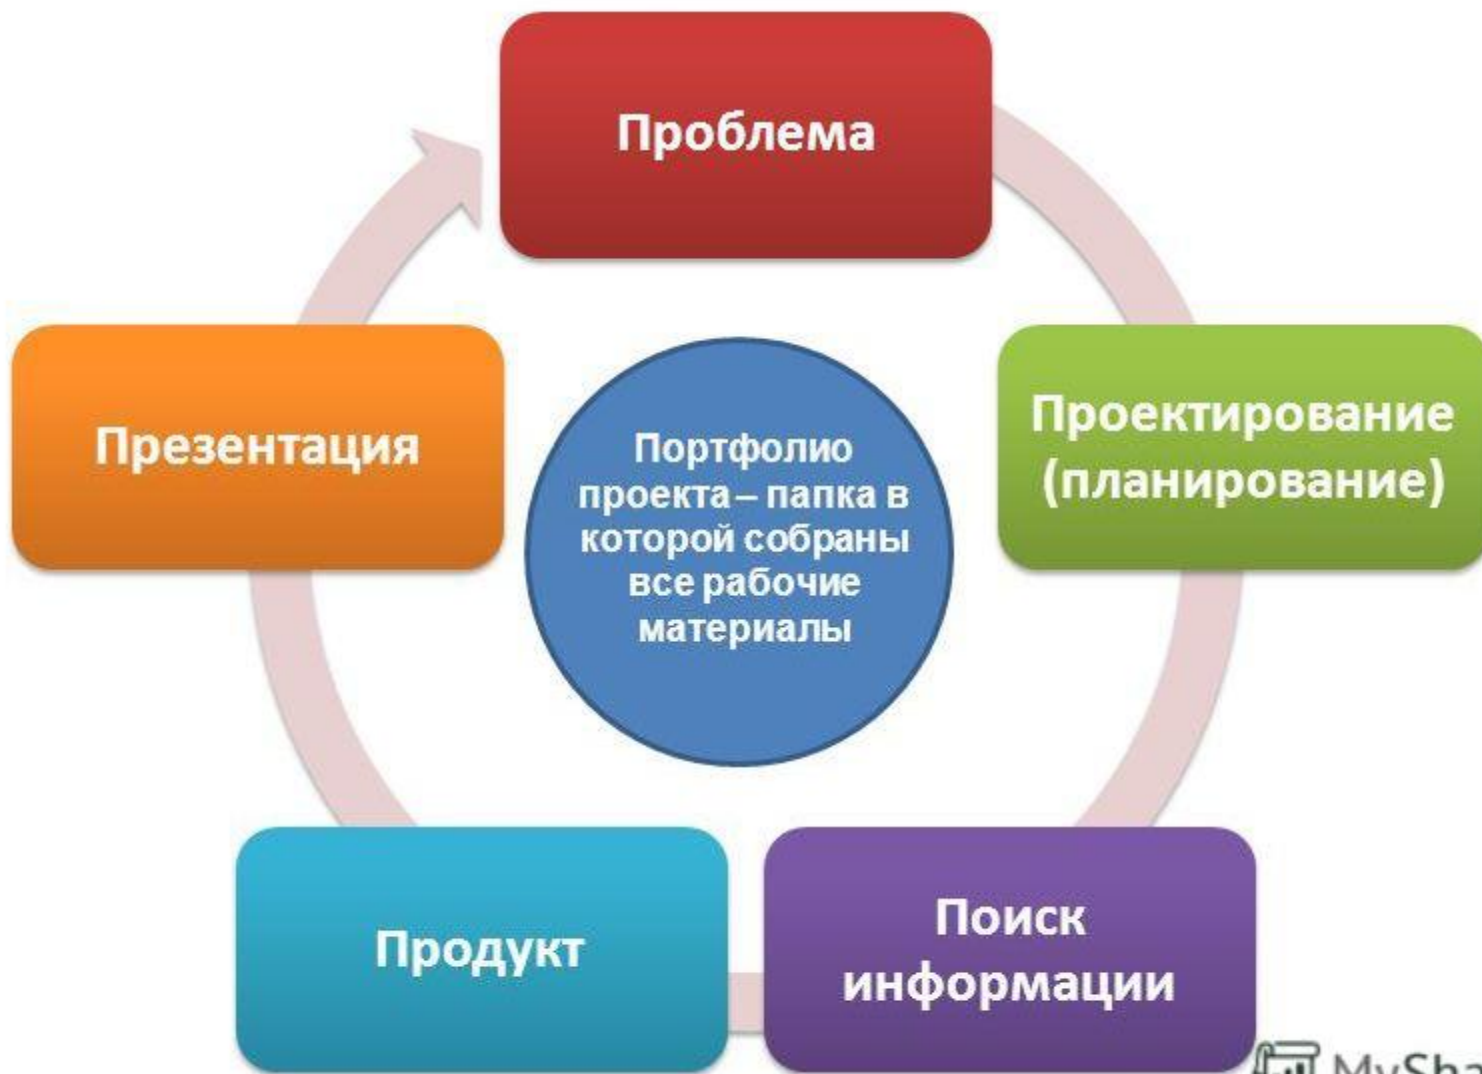 Проблема
Проектирование
(планирование)
Поиск
информации
Продукт
Презентация
Портфолио
проекта – папка в
которой собраны
все рабочие
материалы